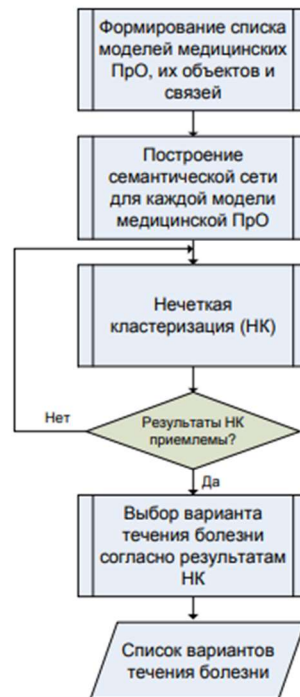 Формирование списка
моделей медицинских
ПрО, их объектов и
связей
Построение
семантической сети
для каждой модели
медицинской ПрО
Нечеткая
кластеризация (НК)
Нет
Результаты НК
приемлемы?
Да
Выбор варианта
течения болезни
согласно результатам
НК
Список вариантов
течения болезни